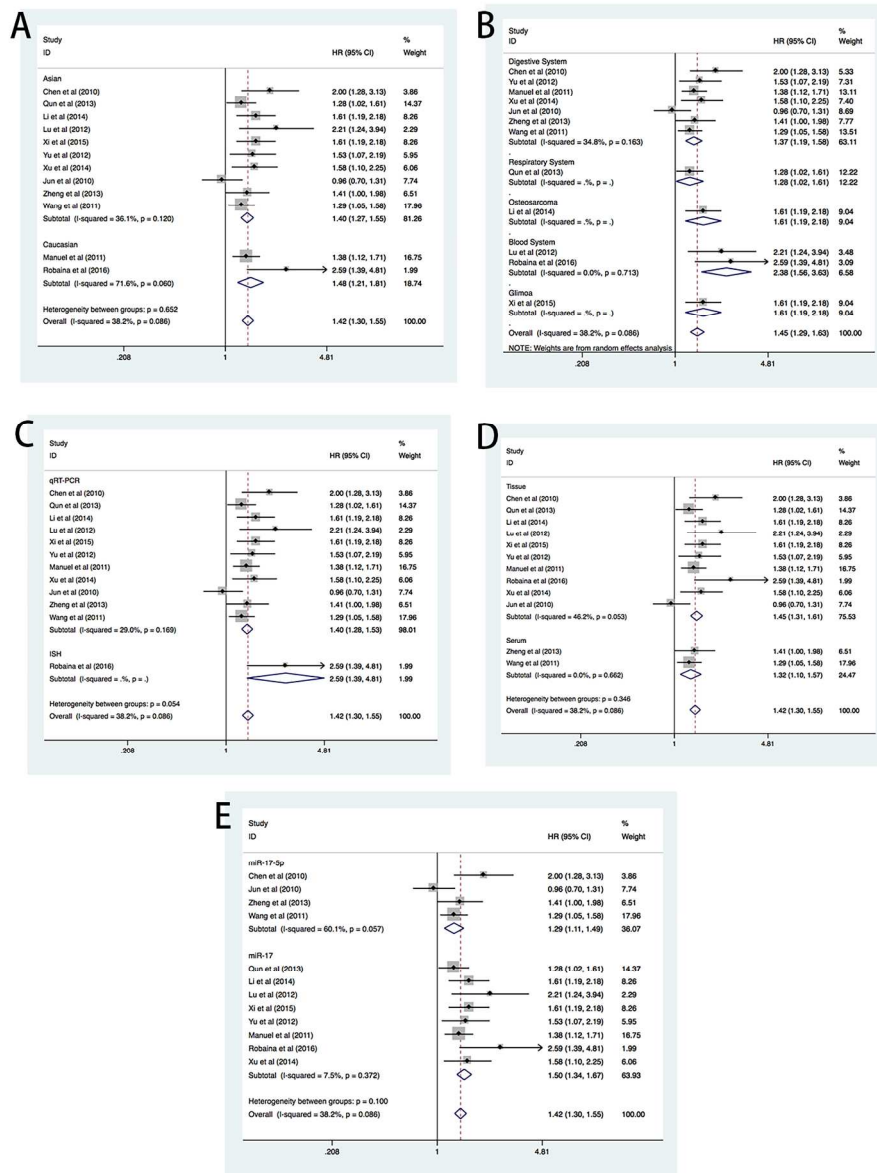 A
Study %
ID HR (95% CI) Weight
Asian
Chen et al (2010) 2.00 (1.28, 3.13) 3.86
Qun et al (2013) 1.28 (1.02, 1.61) 14.37
Li et al (2014) 1.61 (1.19, 2.18) 8.26
Lu et al (2012) 2.21 (1.24, 3.94) 2.29
Xi et al (2015) 1.61 (1.19, 2.18) 8.26
Yu et al (2012) 1.53 (1.07, 2.19) 5.95
Xu et al (2014) 1.58 (1.10, 2.25) 6.06
Jun et al (2010) 0.96 (0.70, 1.31) 7.74
Zheng et al (2013) 1.41 (1.00, 1.98) 6.51
Wang et al (2011) 1.29 (1.05, 1.58) 17.96
Subtotal (I-squared = 36.1%, p = 0.120) 1.40 (1.27, 1.55) 81.26
Caucasian
Manuel et al (2011) 1.38 (1.12, 1.71) 16.75
Robaina et al (2016) 2.59 (1.39, 4.81) 1.99
Subtotal (I-squared = 71.6%, p = 0.060) 1.48 (1.21, 1.81) 18.74
Heterogeneity between groups: p = 0.652
Overall (I-squared = 38.2%, p = 0.086) 1.42 (1.30, 1.55) 100.00
.208 1 4.81
B
Study %
ID HR (95% CI) Weight
Digestive System
Chen et al (2010) 2.00 (1.28, 3.13) 5.33
Yu et al (2012) 1.53 (1.07, 2.19) 7.31
Manuel et al (2011) 1.38 (1.12, 1.71) 13.11
Xu et al (2014) 1.58 (1.10, 2.25) 7.40
Jun et al (2010) 0.96 (0.70, 1.31) 8.69
Zheng et al (2013) 1.41 (1.00, 1.98) 7.77
Wang et al (2011) 1.29 (1.05, 1.58) 13.51
Subtotal (I-squared = 34.8%, p = 0.163) 1.37 (1.19, 1.58) 63.11
.
Respiratory System
Qun et al (2013) 1.28 (1.02, 1.61) 12.22
Subtotal (I-squared = .%, p = .) 1.28 (1.02, 1.61) 12.22
.
Osteosarcoma
Li et al (2014) 1.61 (1.19, 2.18) 9.04
Subtotal (I-squared = .%, p = .) 1.61 (1.19, 2.18) 9.04
.
Blood System
Lu et al (2012) 2.21 (1.24, 3.94) 3.48
Robaina et al (2016) 2.59 (1.39, 4.81) 3.09
Subtotal (I-squared = 0.0%, p = 0.713) 2.38 (1.56, 3.63) 6.58
.
Glimoa
Xi et al (2015) 1.61 (1.19, 2.18) 9.04
Subtotal (I-squared = .%, p = .) 1.61 (1.19, 2.18) 9.04
.
Overall (I-squared = 38.2%, p = 0.086) 1.45 (1.29, 1.63) 100.00
NOTE: Weights are from random effects analysis
.208 1 4.81
C
Study %
ID HR (95% CI) Weight
qRT-PCR
Chen et al (2010) 2.00 (1.28, 3.13) 3.86
Qun et al (2013) 1.28 (1.02, 1.61) 14.37
Li et al (2014) 1.61 (1.19, 2.18) 8.26
Lu et al (2012) 2.21 (1.24, 3.94) 2.29
Xi et al (2015) 1.61 (1.19, 2.18) 8.26
Yu et al (2012) 1.53 (1.07, 2.19) 5.95
Manuel et al (2011) 1.38 (1.12, 1.71) 16.75
Xu et al (2014) 1.58 (1.10, 2.25) 6.06
Jun et al (2010) 0.96 (0.70, 1.31) 7.74
Zheng et al (2013) 1.41 (1.00, 1.98) 6.51
Wang et al (2011) 1.29 (1.05, 1.58) 17.96
Subtotal (I-squared = 29.0%, p = 0.169) 1.40 (1.28, 1.53) 98.01
ISH
Robaina et al (2016) 2.59 (1.39, 4.81) 1.99
Subtotal (I-squared = .%, p = .) 2.59 (1.39, 4.81) 1.99
Heterogeneity between groups: p = 0.054
Overall (I-squared = 38.2%, p = 0.086) 1.42 (1.30, 1.55) 100.00
.208 1 4.81
D
Study %
ID HR (95% CI) Weight
Tissue
Chen et al (2010) 2.00 (1.28, 3.13) 3.86
Qun et al (2013) 1.28 (1.02, 1.61) 14.37
Li et al (2014) 1.61 (1.19, 2.18) 8.26
Lu et al (2012) 2.21 (1.24, 3.94) 2.29
Xi et al (2015) 1.61 (1.19, 2.18) 8.26
Yu et al (2012) 1.53 (1.07, 2.19) 5.95
Manuel et al (2011) 1.38 (1.12, 1.71) 16.75
Robaina et al (2016) 2.59 (1.39, 4.81) 1.99
Xu et al (2014) 1.58 (1.10, 2.25) 6.06
Jun et al (2010) 0.96 (0.70, 1.31) 7.74
Subtotal (I-squared = 46.2%, p = 0.053) 1.45 (1.31, 1.61) 75.53
Serum
Zheng et al (2013) 1.41 (1.00, 1.98) 6.51
Wang et al (2011) 1.29 (1.05, 1.58) 17.96
Subtotal (I-squared = 0.0%, p = 0.662) 1.32 (1.10, 1.57) 24.47
Heterogeneity between groups: p = 0.346
Overall (I-squared = 38.2%, p = 0.086) 1.42 (1.30, 1.55) 100.00
.208 1 4.81
E
Study %
ID HR (95% CI) Weight
miR-17-5p
Chen et al (2010) 2.00 (1.28, 3.13) 3.86
Jun et al (2010) 0.96 (0.70, 1.31) 7.74
Zheng et al (2013) 1.41 (1.00, 1.98) 6.51
Wang et al (2011) 1.29 (1.05, 1.58) 17.96
Subtotal (I-squared = 60.1%, p = 0.057) 1.29 (1.11, 1.49) 36.07
miR-17
Qun et al (2013) 1.28 (1.02, 1.61) 14.37
Li et al (2014) 1.61 (1.19, 2.18) 8.26
Lu et al (2012) 2.21 (1.24, 3.94) 2.29
Xi et al (2015) 1.61 (1.19, 2.18) 8.26
Yu et al (2012) 1.53 (1.07, 2.19) 5.95
Manuel et al (2011) 1.38 (1.12, 1.71) 16.75
Robaina et al (2016) 2.59 (1.39, 4.81) 1.99
Xu et al (2014) 1.58 (1.10, 2.25) 6.06
Subtotal (I-squared = 7.5%, p = 0.372) 1.50 (1.34, 1.67) 63.93
Heterogeneity between groups: p = 0.100
Overall (I-squared = 38.2%, p = 0.086) 1.42 (1.30, 1.55) 100.00
.208 1 4.81